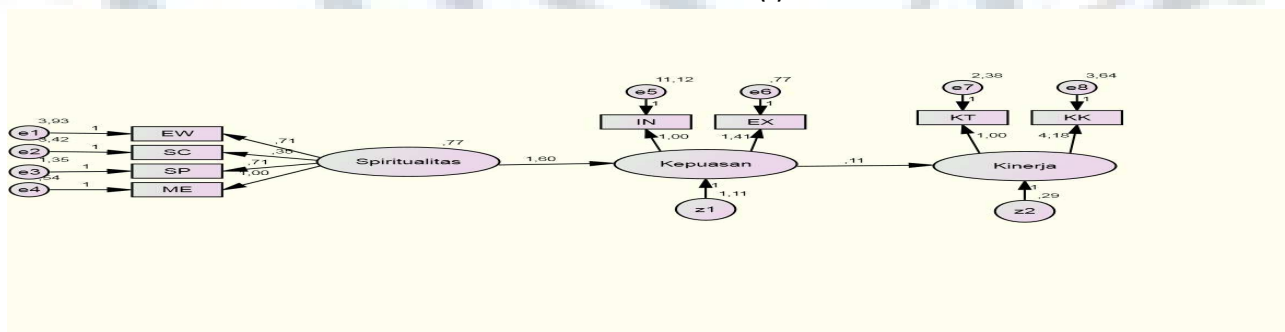 11,12
,77
2,38
3,64
e5
e6
e7
e8
1
1
1
1
3,93
e1
1
EW
,71
IN
EX
KT
KK
3,42
e2
1
SC
,35
,77
1,00
1,41
1,00
4,18
1,35
e3
1
SP
,71
Spiritualitas
1,60
Kepuasan
,11
Kinerja
e4
1
ME
1,00
1
1,11
z1
1
,29
z2